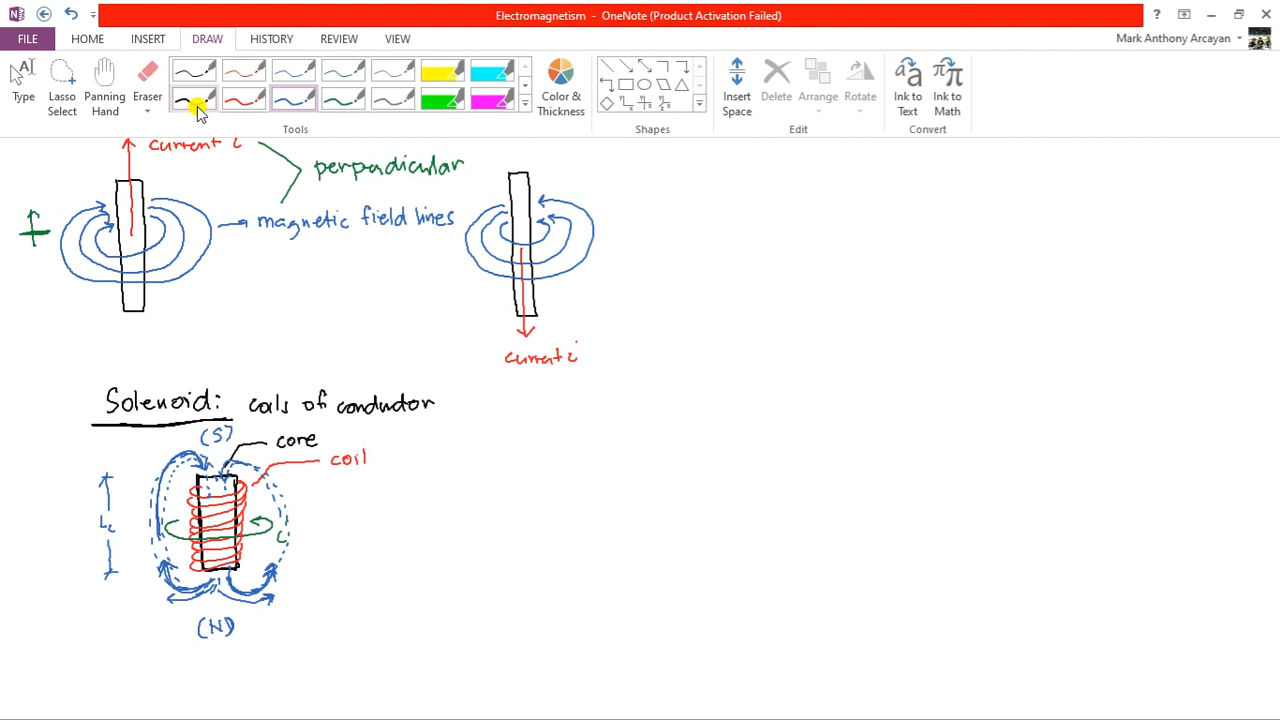 Electromagnetism - OneNote (Product Activation Failed)
?
FILE HOME INSERT DRAW HISTORY REVIEW VIEW
Mark Anthony Arcayan
Type
Lasso Select
Panning Hand
Eraser
Color & Thickness
Insert Space
Delete
Arrange
Rotate
Ink to Text
Ink to Math
Tools
Shapes
Edit
Convert
current i
perpadicular
magnetic field lines
current i
Solenoid: coils of conductor
(S)
core
coil
Lc
i
(N)